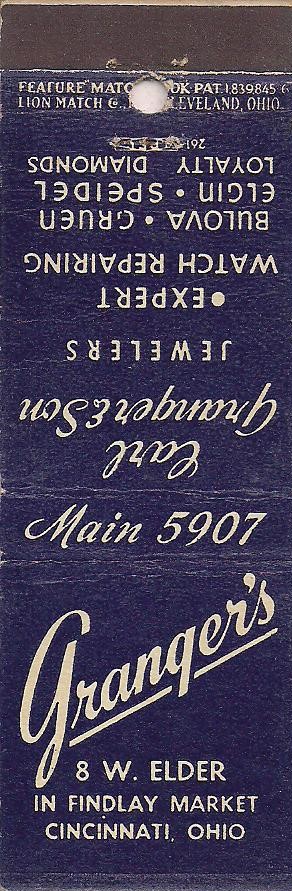 FEATURE MATCH BOOK PAT 1839845
LION MATCH CLEVELAND, OHIO.
Main 5907
Granger's
8 W. ELDER
IN FINDLAY MARKET
CINCINNATI, OHIO
Carl
Granger & Son
JEWELERS
• EXPERT
WATCH REPAIRING
BULOVA • GRUEN
ELGIN • SPEIDEL
LOYALTY DIAMONDS